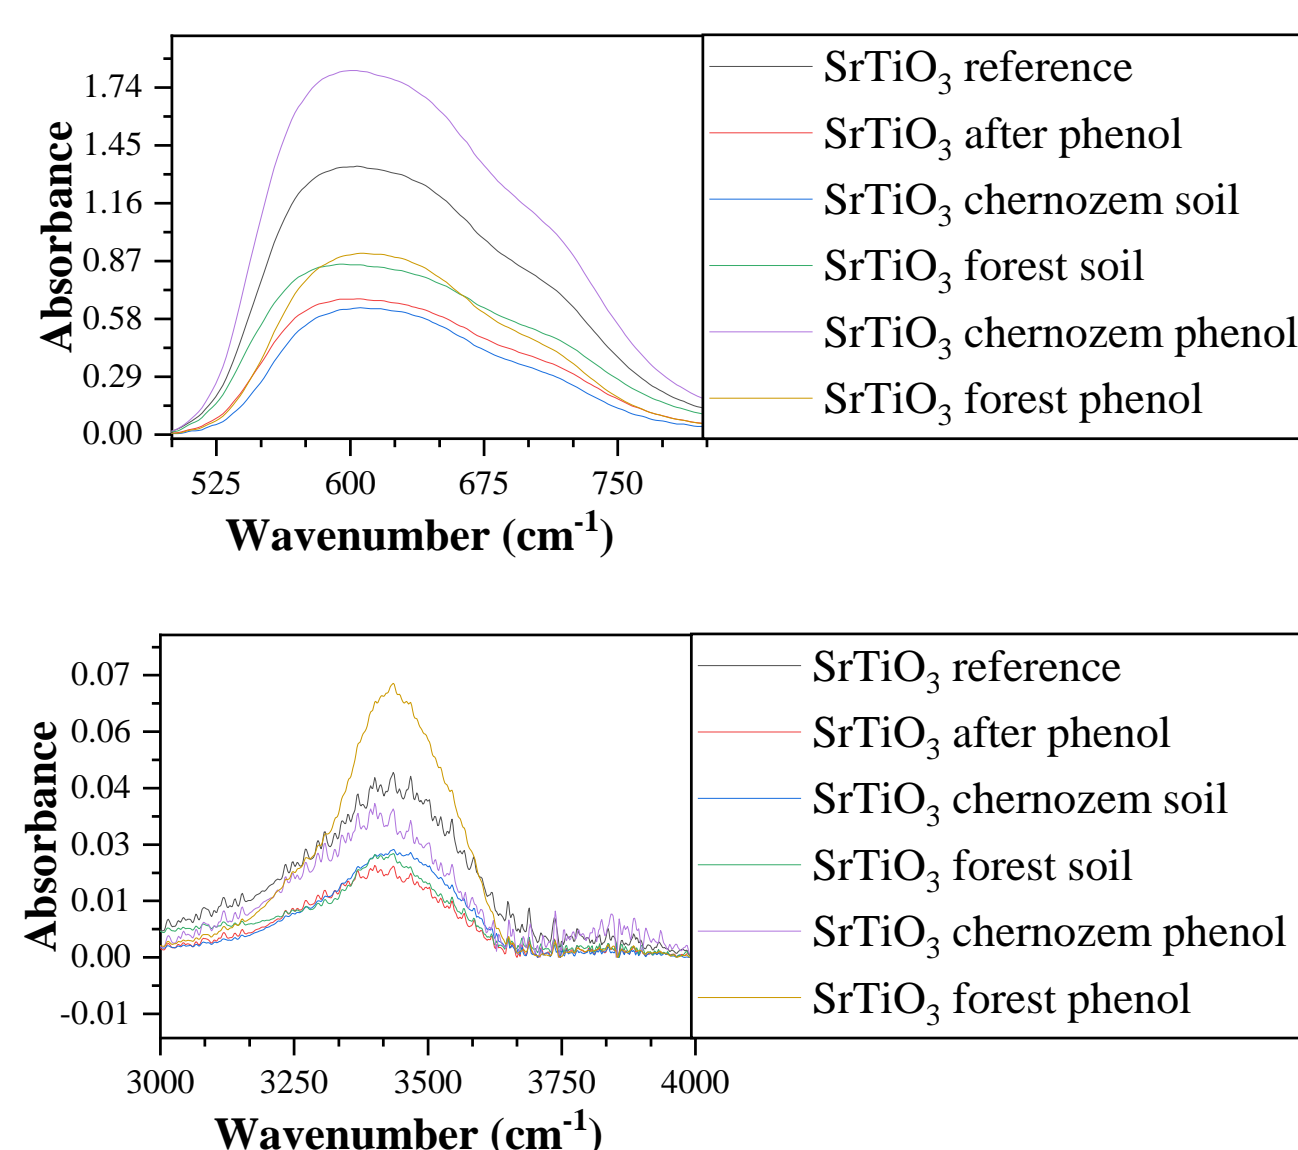 1.74
1.45
1.16
0.87
0.58
0.29
0.00
Absorbance
525 600 675 750
Wavenumber (cm⁻¹)
SrTiO₃ reference
SrTiO₃ after phenol
SrTiO₃ chernozem soil
SrTiO₃ forest soil
SrTiO₃ chernozem phenol
SrTiO₃ forest phenol
0.07
0.06
0.04
0.03
0.01
0.00
-0.01
Absorbance
3000 3250 3500 3750 4000
Wavenumber (cm⁻¹)
SrTiO₃ reference
SrTiO₃ after phenol
SrTiO₃ chernozem soil
SrTiO₃ forest soil
SrTiO₃ chernozem phenol
SrTiO₃ forest phenol